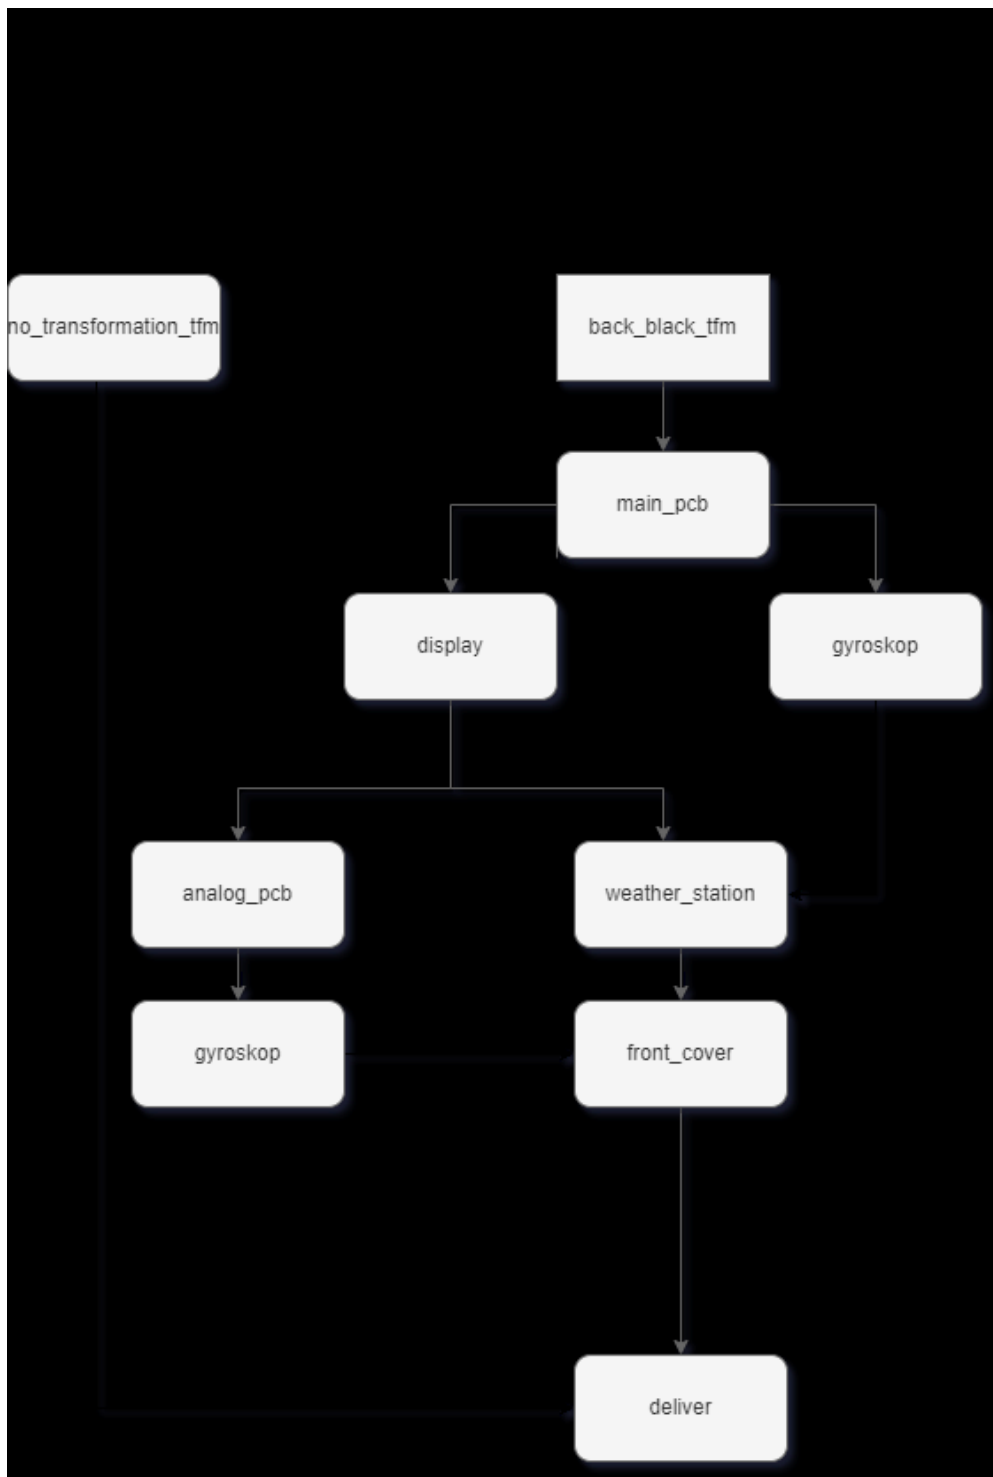 no_transformation_tfm
back_black_tfm
main_pcb
display
gyroskop
analog_pcb
weather_station
gyroskop
front_cover
deliver